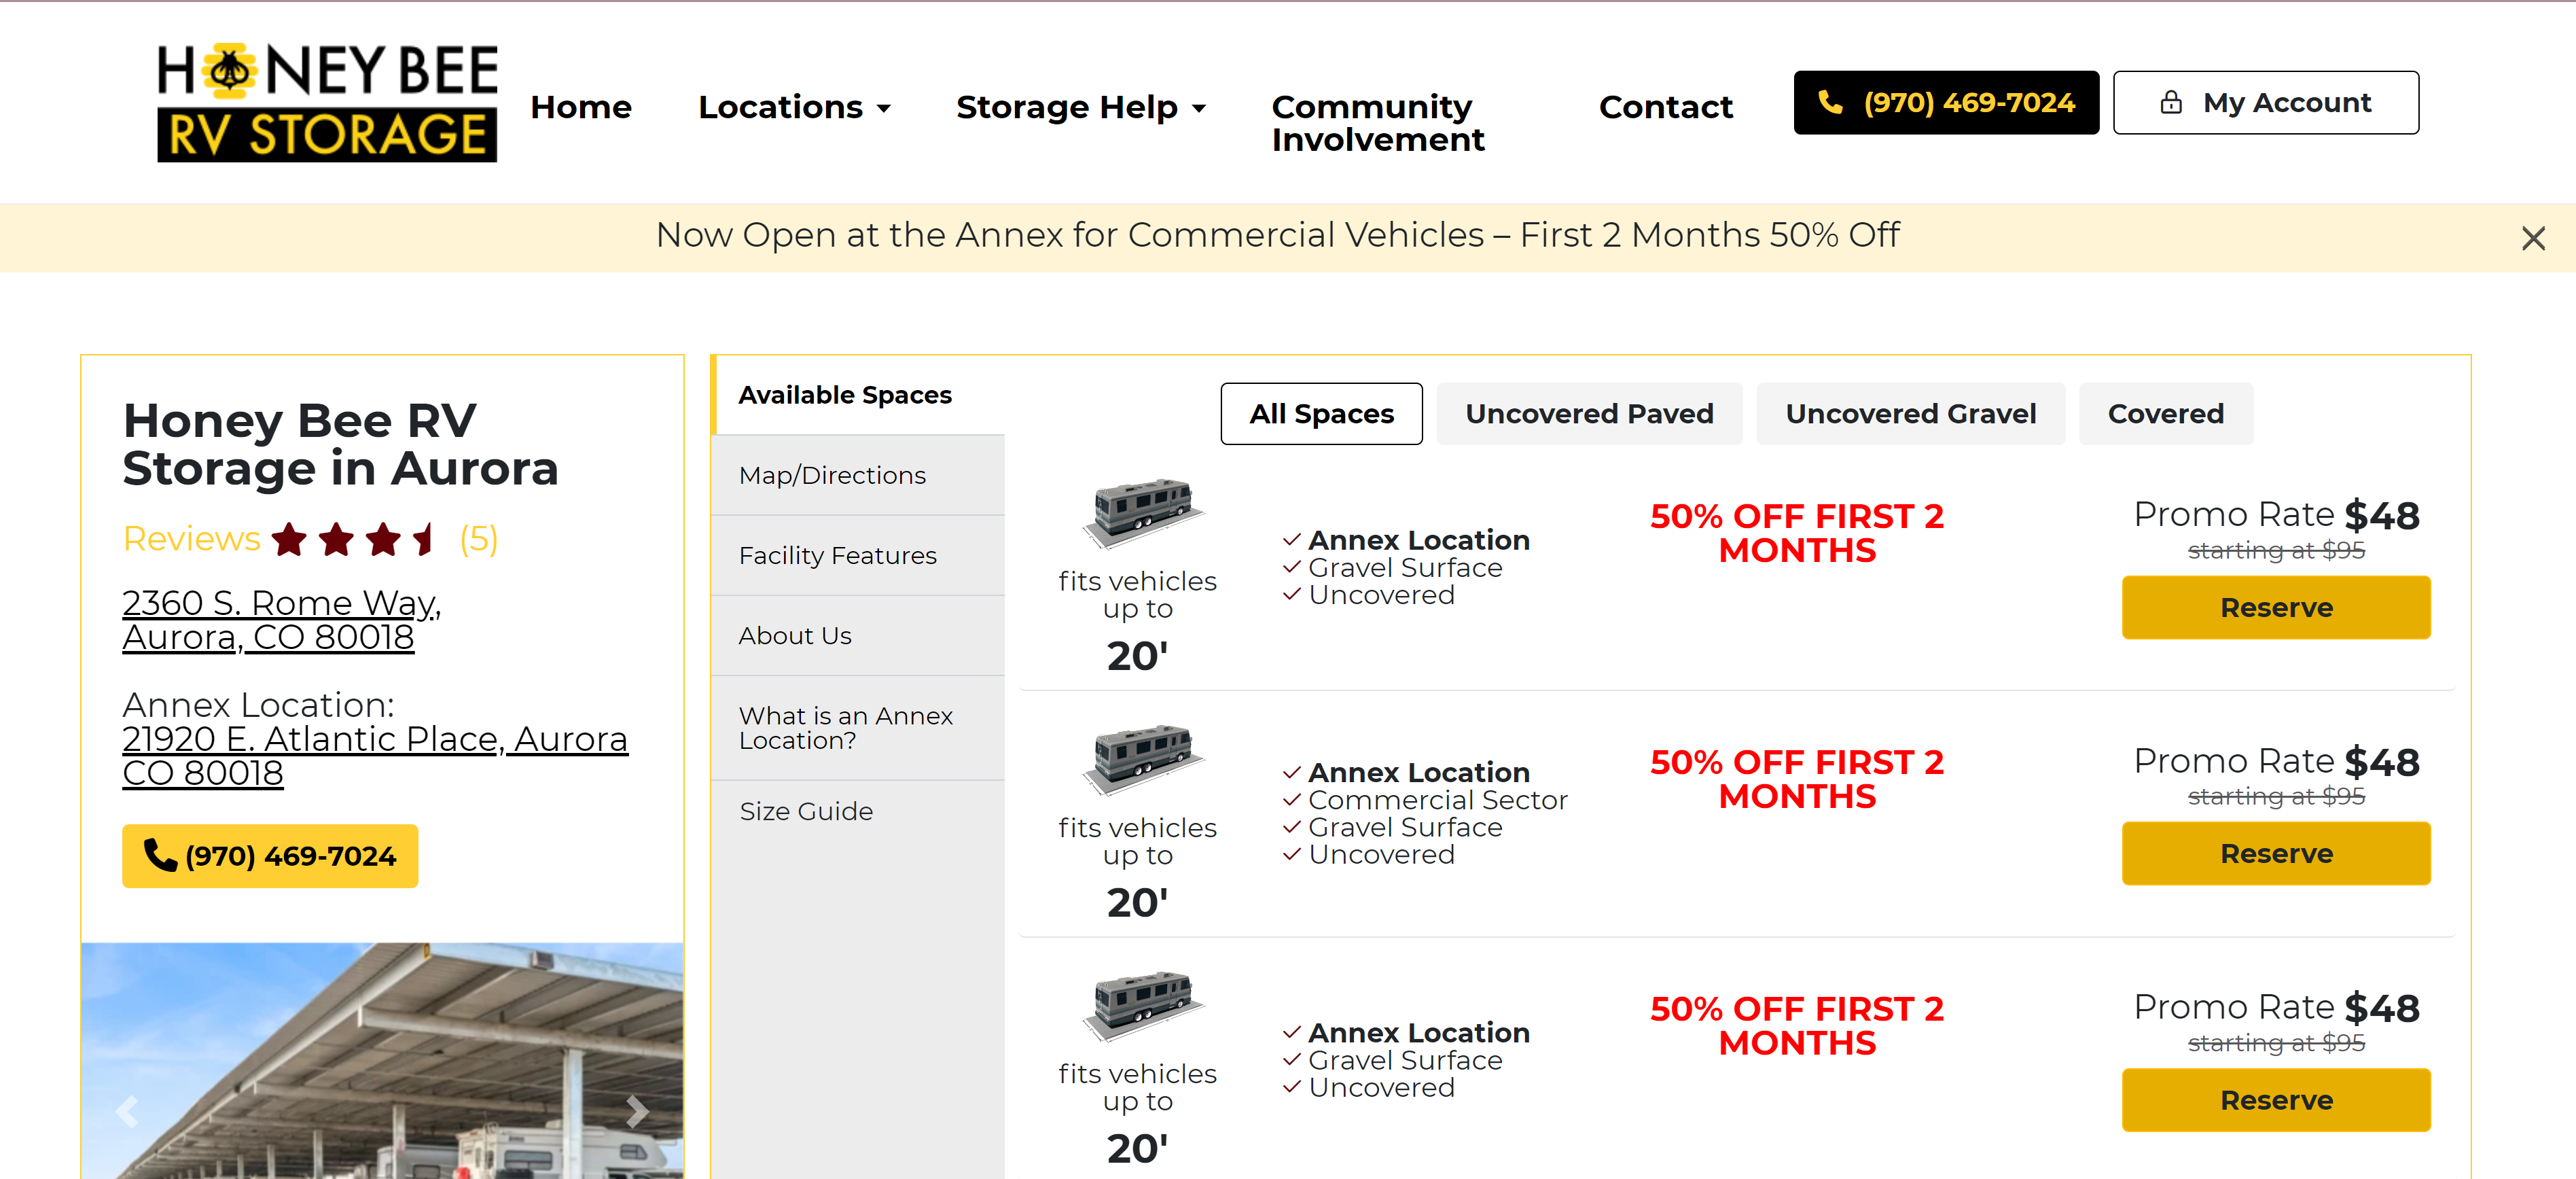 HONEY BEE
RV STORAGE
Home
Locations
Storage Help
Community
Involvement
Contact
(970) 469-7024
My Account
Now Open at the Annex for Commercial Vehicles – First 2 Months 50% Off
Honey Bee RV
Storage in Aurora
Reviews (5)
2360 S. Rome Way,
Aurora, CO 80018
Annex Location:
21920 E. Atlantic Place, Aurora
CO 80018
(970) 469-7024
Available Spaces
Map/Directions
Facility Features
About Us
What is an Annex
Location?
Size Guide
All Spaces
Uncovered Paved
Uncovered Gravel
Covered
fits vehicles
up to
20'
Annex Location
Gravel Surface
Uncovered
50% OFF FIRST 2
MONTHS
Promo Rate $48
starting at $95
Reserve
fits vehicles
up to
20'
Annex Location
Commercial Sector
Gravel Surface
Uncovered
50% OFF FIRST 2
MONTHS
Promo Rate $48
starting at $95
Reserve
fits vehicles
up to
20'
Annex Location
Gravel Surface
Uncovered
50% OFF FIRST 2
MONTHS
Promo Rate $48
starting at $95
Reserve